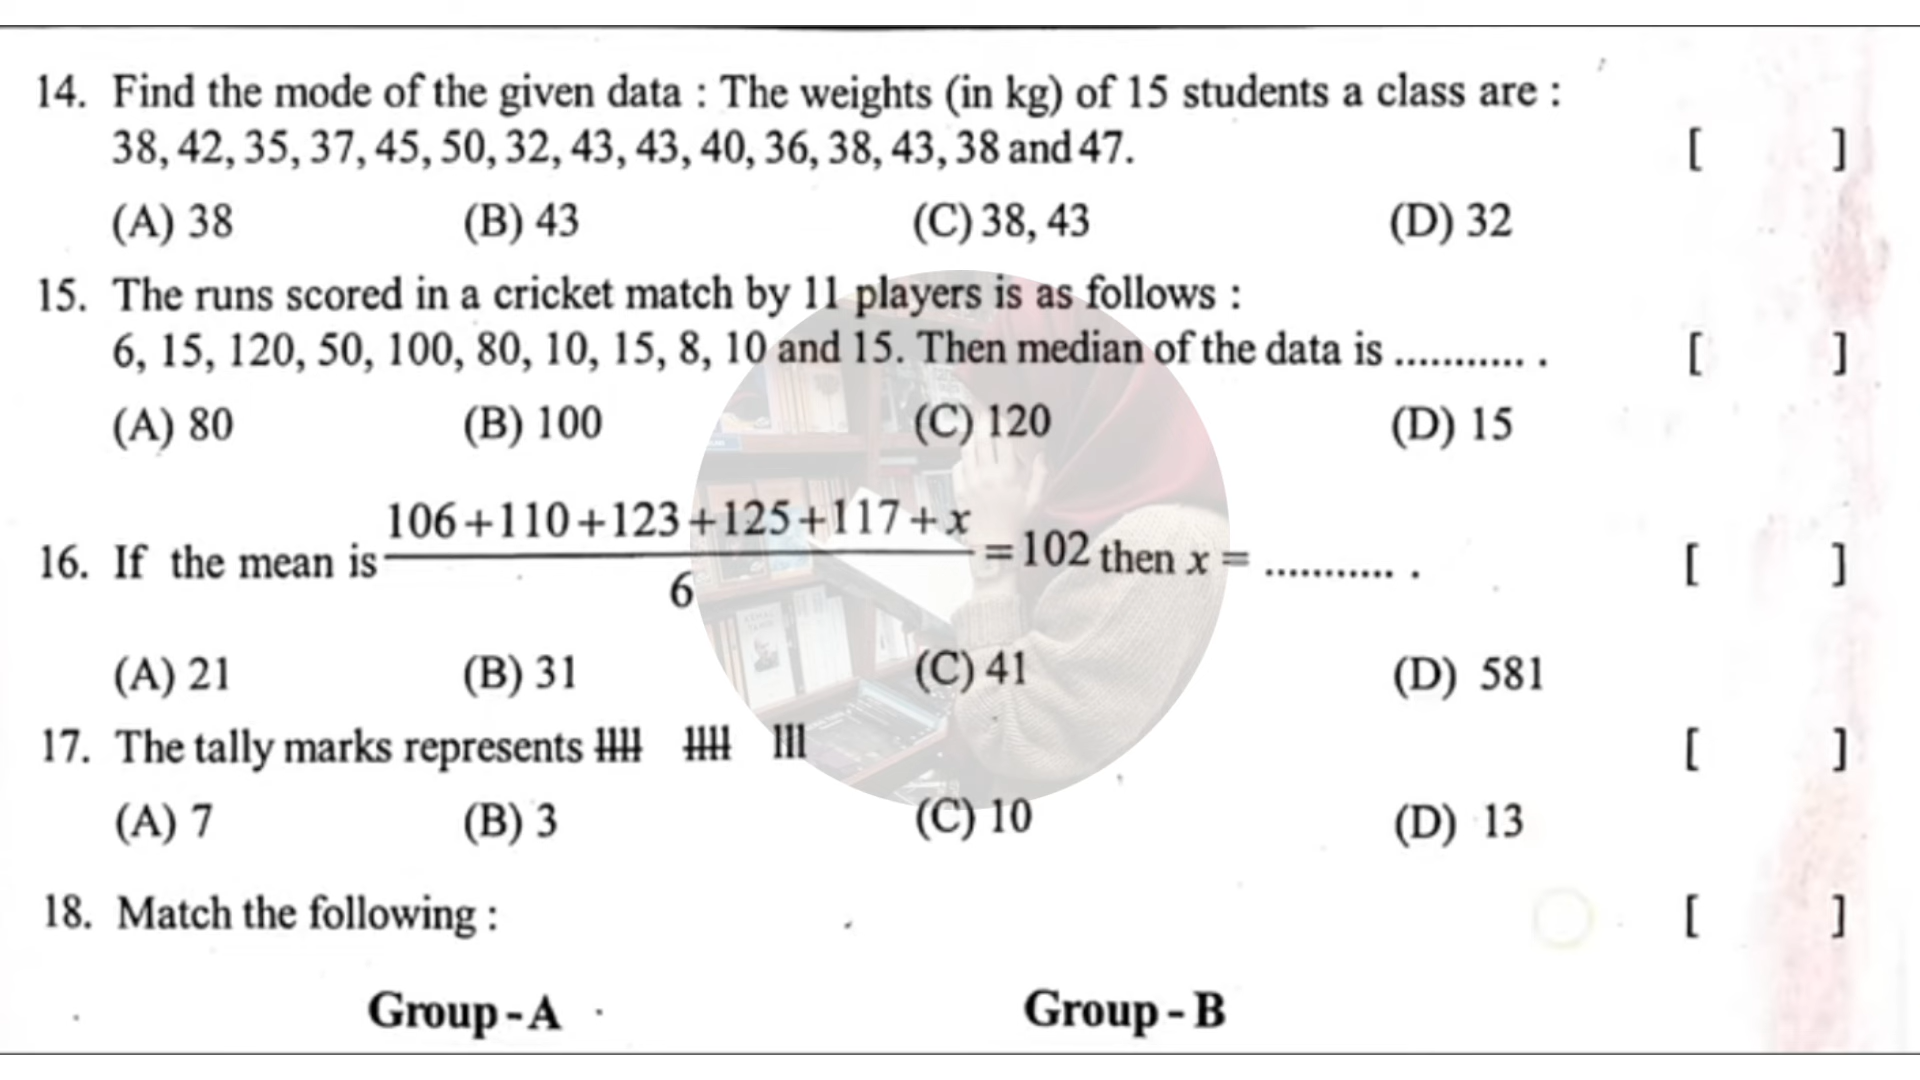 14. Find the mode of the given data : The weights (in kg) of 15 students a class are :
38, 42, 35, 37, 45, 50, 32, 43, 43, 40, 36, 38, 43, 38 and 47. [ ]
(A) 38 (B) 43 (C) 38, 43 (D) 32
15. The runs scored in a cricket match by 11 players is as follows :
6, 15, 120, 50, 100, 80, 10, 15, 8, 10 and 15. Then median of the data is ........... . [ ]
(A) 80 (B) 100 (C) 120 (D) 15
106+110+123+125+117+x
16. If the mean is = 102 then x = ........... . [ ]
6
(A) 21 (B) 31 (C) 41 (D) 581
17. The tally marks represents 𝍸 𝍸 ||| [ ]
(A) 7 (B) 3 (C) 10 (D) 13
18. Match the following : [ ]
Group - A Group - B